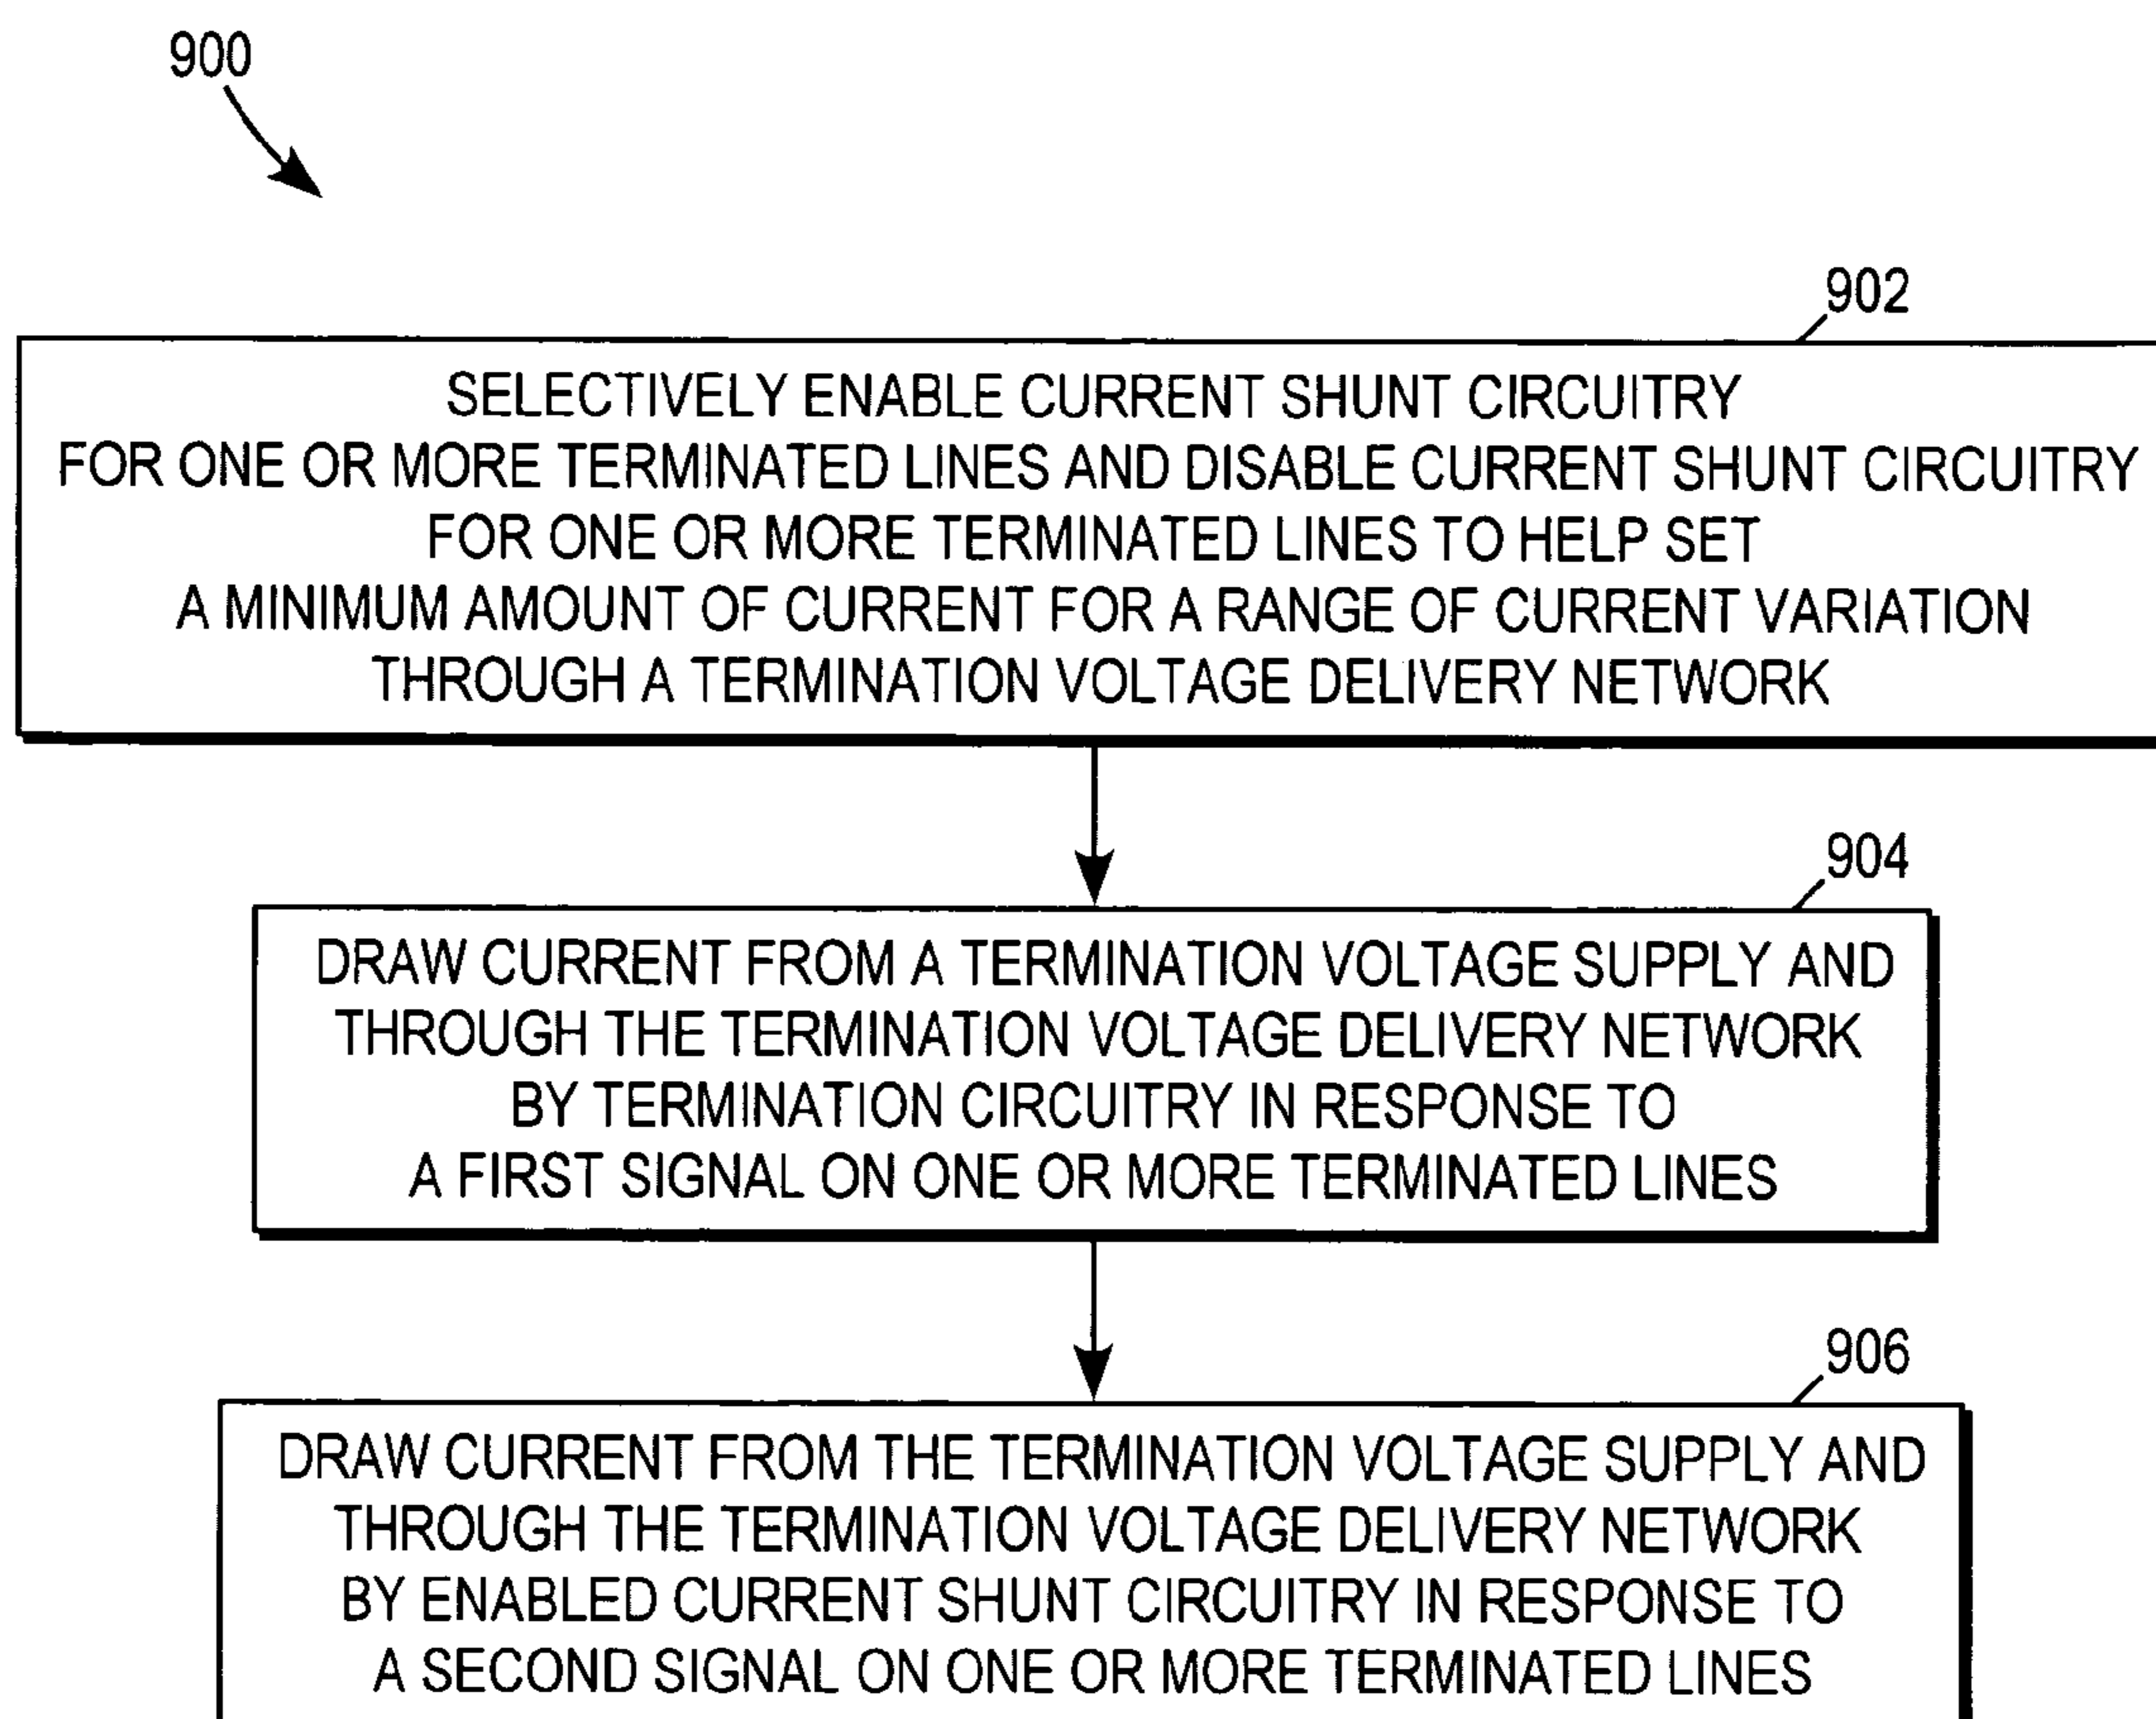 900
902
SELECTIVELY ENABLE CURRENT SHUNT CIRCUITRY
FOR ONE OR MORE TERMINATED LINES AND DISABLE CURRENT SHUNT CIRCUITRY
FOR ONE OR MORE TERMINATED LINES TO HELP SET
A MINIMUM AMOUNT OF CURRENT FOR A RANGE OF CURRENT VARIATION
THROUGH A TERMINATION VOLTAGE DELIVERY NETWORK
904
DRAW CURRENT FROM A TERMINATION VOLTAGE SUPPLY AND
THROUGH THE TERMINATION VOLTAGE DELIVERY NETWORK
BY TERMINATION CIRCUITRY IN RESPONSE TO
A FIRST SIGNAL ON ONE OR MORE TERMINATED LINES
906
DRAW CURRENT FROM THE TERMINATION VOLTAGE SUPPLY AND
THROUGH THE TERMINATION VOLTAGE DELIVERY NETWORK
BY ENABLED CURRENT SHUNT CIRCUITRY IN RESPONSE TO
A SECOND SIGNAL ON ONE OR MORE TERMINATED LINES